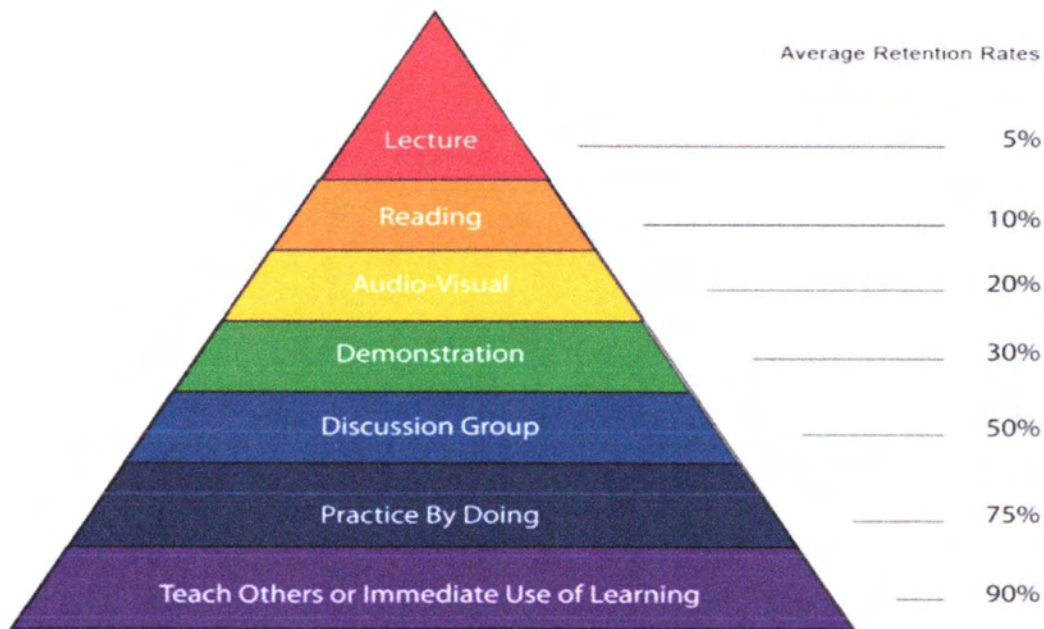 Average Retention Rates
Lecture 5%
Reading 10%
Audio-Visual 20%
Demonstration 30%
Discussion Group 50%
Practice By Doing 75%
Teach Others or Immediate Use of Learning 90%